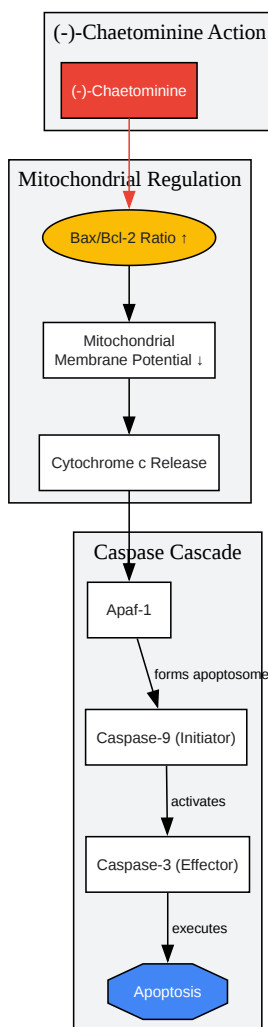 (-)-Chaetominine Action
(-)-Chaetominine
Mitochondrial Regulation
Bax/Bcl-2 Ratio ↑
Mitochondrial
Membrane Potential ↓
Cytochrome c Release
Caspase Cascade
Apaf-1
forms apoptosome
Caspase-9 (Initiator)
activates
Caspase-3 (Effector)
executes
Apoptosis